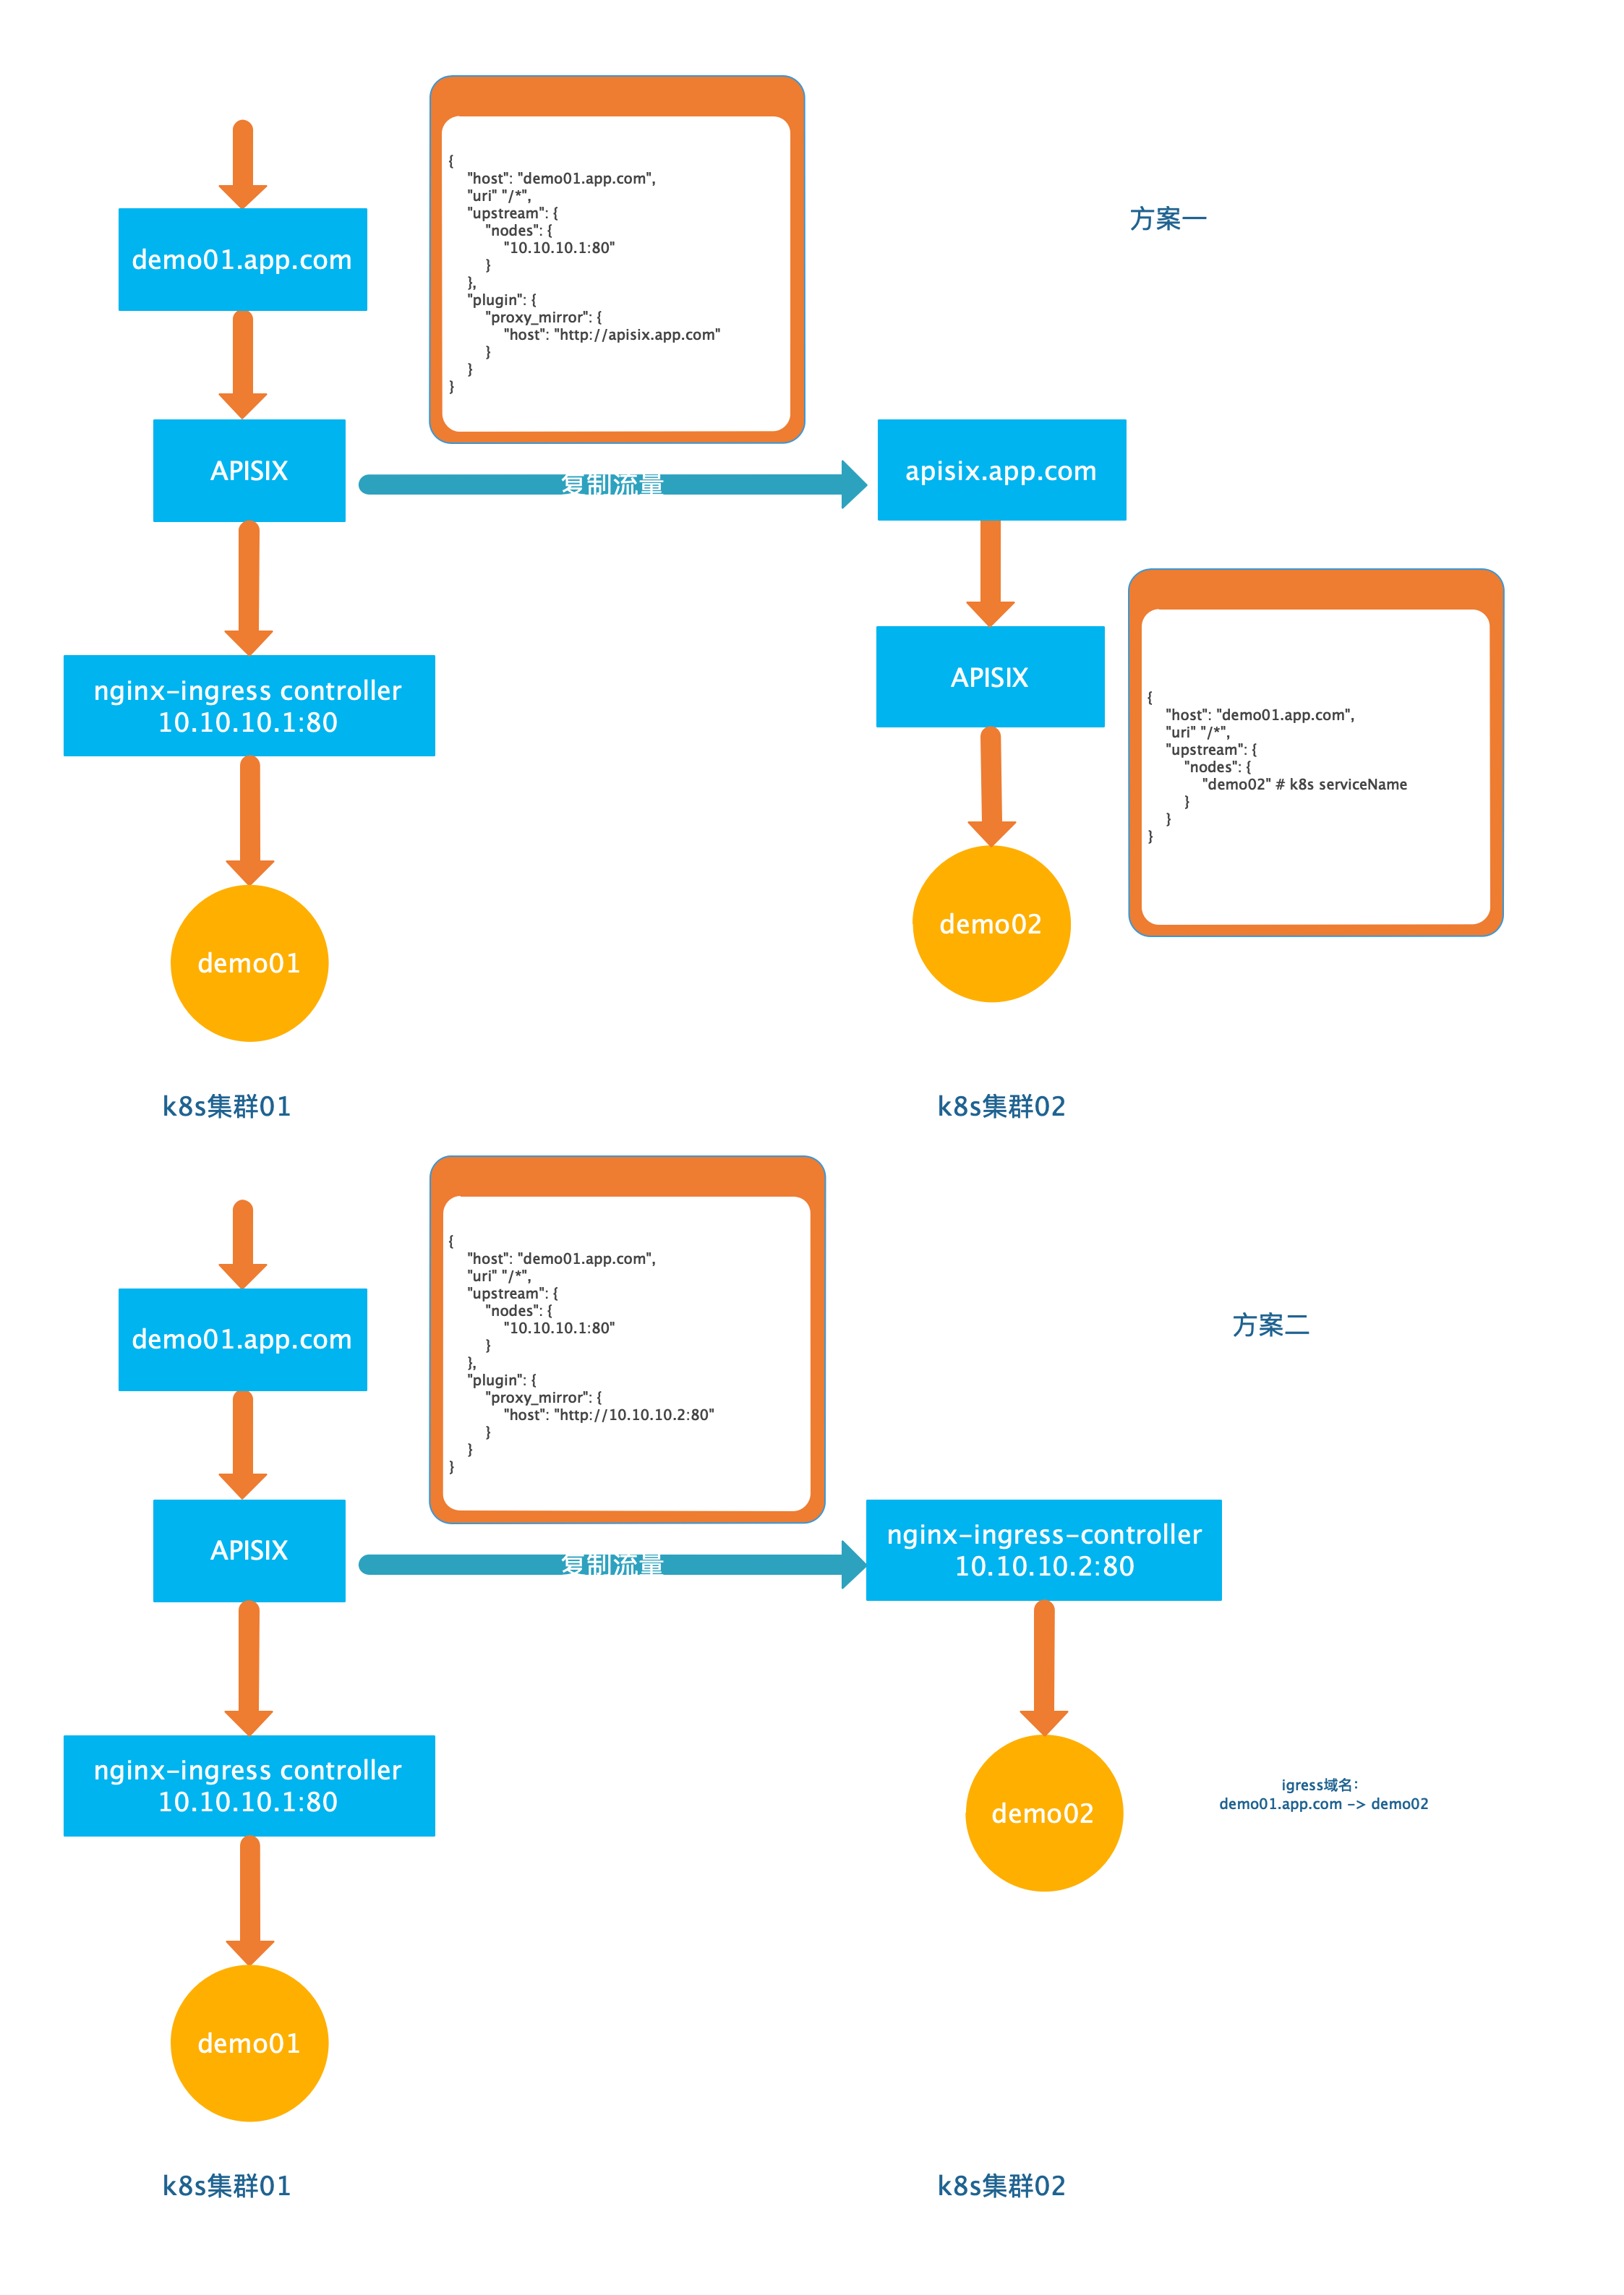 {
"host": "demo01.app.com",
"uri" "/*",
"upstream": {
"nodes": {
"10.10.10.1:80"
}
},
"plugin": {
"proxy_mirror": {
"host": "http://apisix.app.com"
}
}
}
方案一
demo01.app.com
APISIX
复制流量
apisix.app.com
nginx-ingress controller
10.10.10.1:80
APISIX
{
"host": "demo01.app.com",
"uri" "/*",
"upstream": {
"nodes": {
"demo02" # k8s serviceName
}
}
}
demo01
demo02
k8s集群01
k8s集群02
{
"host": "demo01.app.com",
"uri" "/*",
"upstream": {
"nodes": {
"10.10.10.1:80"
}
},
"plugin": {
"proxy_mirror": {
"host": "http://10.10.10.2:80"
}
}
}
方案二
demo01.app.com
APISIX
复制流量
nginx-ingress-controller
10.10.10.2:80
nginx-ingress controller
10.10.10.1:80
demo02
igress域名：
demo01.app.com -> demo02
demo01
k8s集群01
k8s集群02